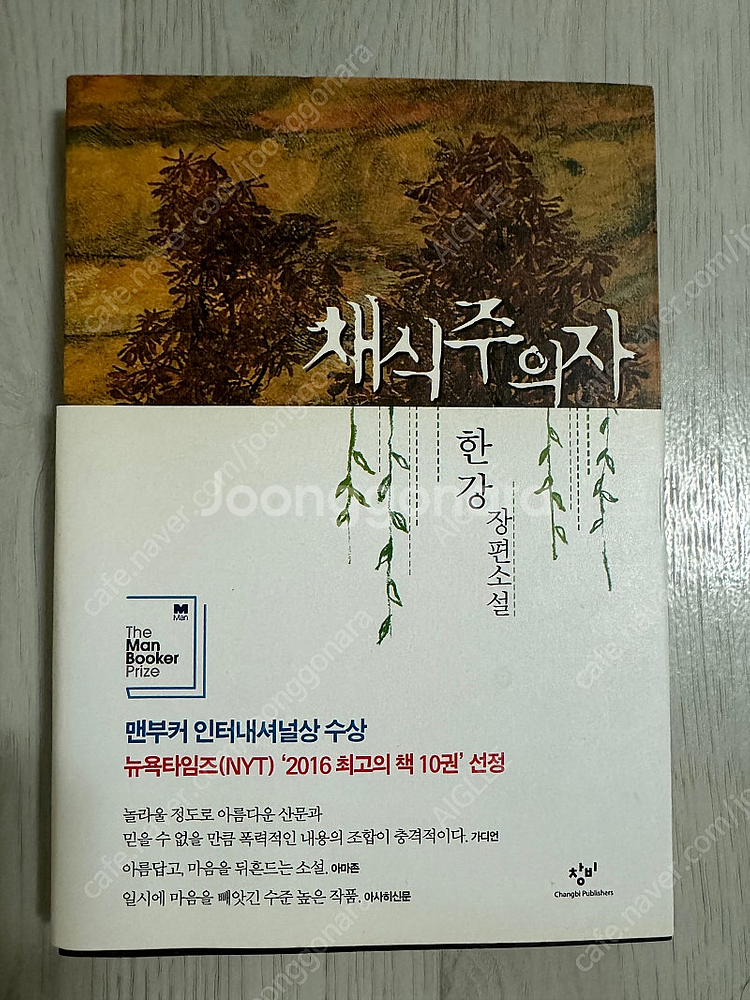 채식주의자
한강
장편소설
M
Man
The
Man
Booker
Prize
맨부커 인터내셔널상 수상
뉴욕타임즈(NYT) ‘2016 최고의 책 10권’ 선정
놀라울 정도로 아름다운 산문과
믿을 수 없을 만큼 폭력적인 내용의 조합이 충격적이다. 가디언
아름답고, 마음을 뒤흔드는 소설. 아마존
일시에 마음을 빼앗긴 수준 높은 작품. 아사히신문
창비
Changbi Publishers
Joonggonara
cafe.naver.com/joonggonara
AIGLFE